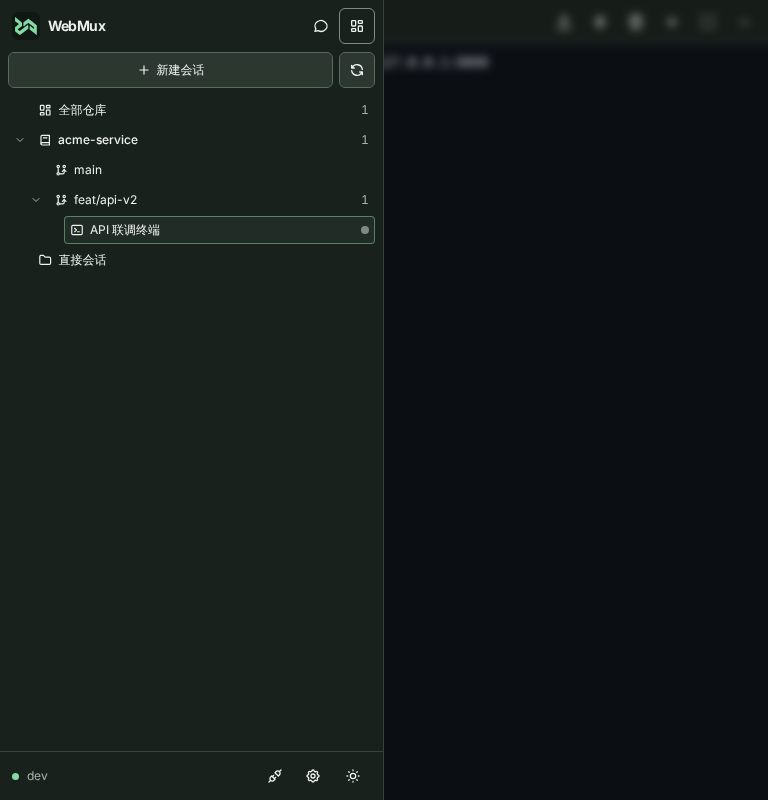 WebMux
新建会话
全部仓库 1
acme-service 1
main
feat/api-v2 1
API 联调终端
直接会话
dev